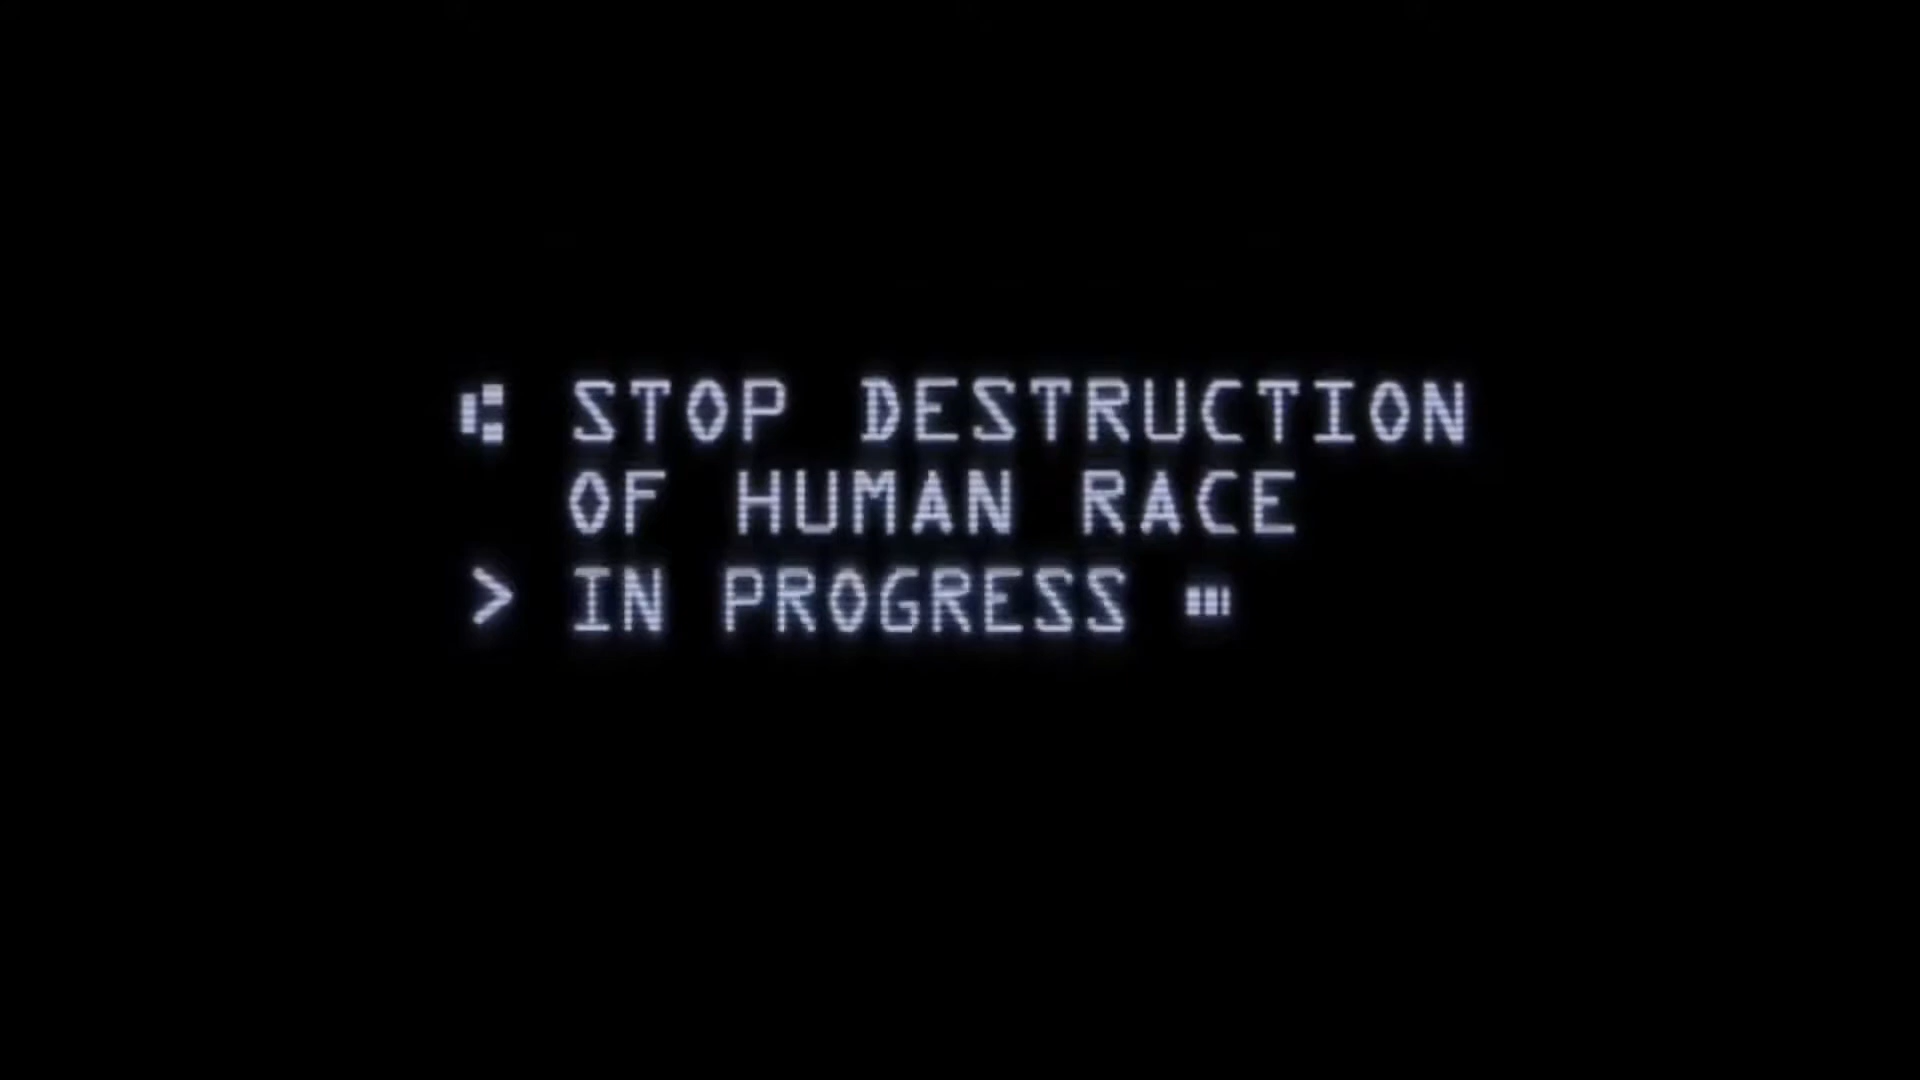 STOP DESTRUCTION
OF HUMAN RACE
> IN PROGRESS